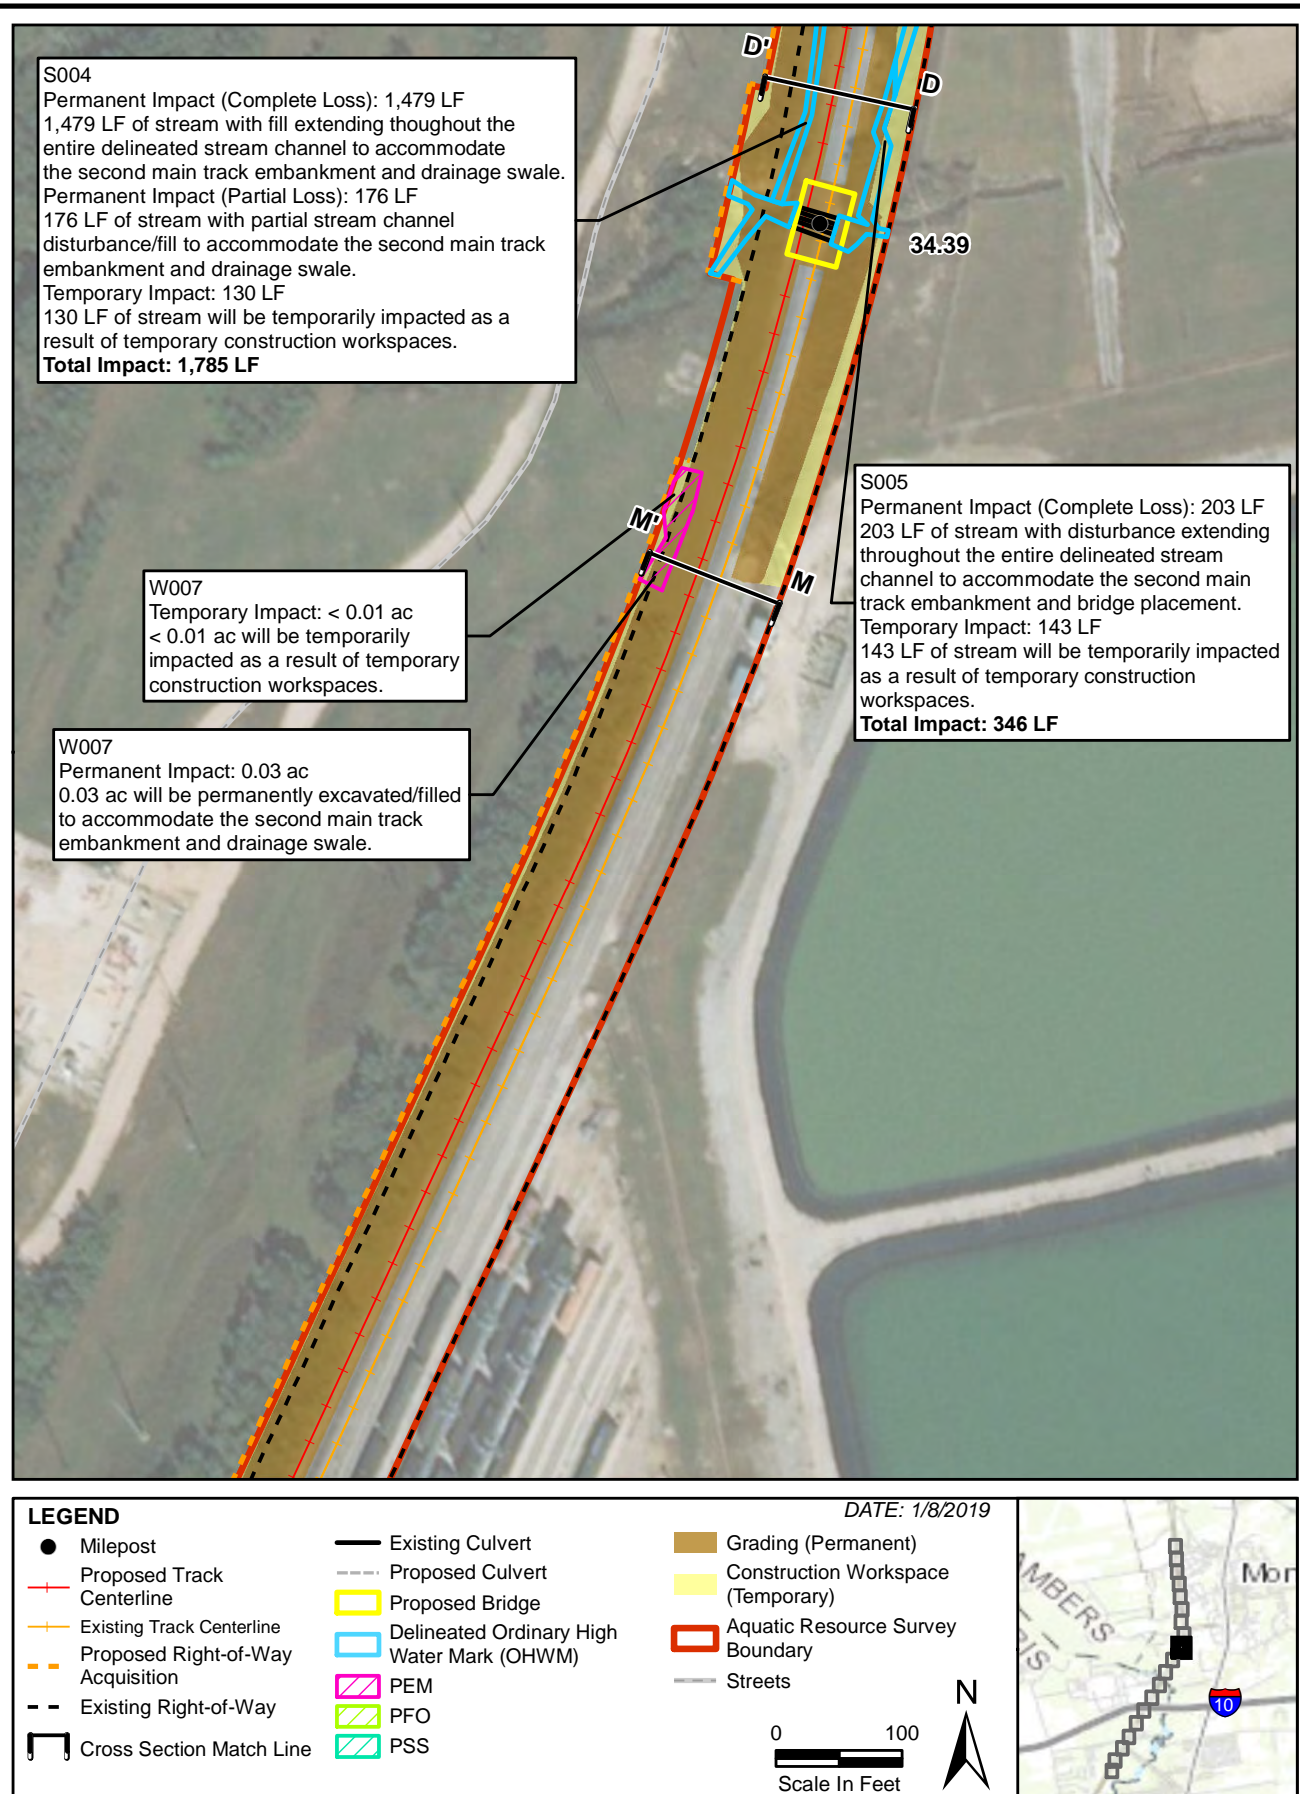 D'
D
S004
Permanent Impact (Complete Loss): 1,479 LF
1,479 LF of stream with fill extending thoughout the
entire delineated stream channel to accommodate
the second main track embankment and drainage swale.
Permanent Impact (Partial Loss): 176 LF
176 LF of stream with partial stream channel
disturbance/fill to accommodate the second main track
embankment and drainage swale.
Temporary Impact: 130 LF
130 LF of stream will be temporarily impacted as a
result of temporary construction workspaces.
Total Impact: 1,785 LF
34.39
S005
Permanent Impact (Complete Loss): 203 LF
203 LF of stream with disturbance extending
throughout the entire delineated stream
channel to accommodate the second main
track embankment and bridge placement.
Temporary Impact: 143 LF
143 LF of stream will be temporarily impacted
as a result of temporary construction
workspaces.
Total Impact: 346 LF
M'
M
W007
Temporary Impact: < 0.01 ac
< 0.01 ac will be temporarily
impacted as a result of temporary
construction workspaces.
W007
Permanent Impact: 0.03 ac
0.03 ac will be permanently excavated/filled
to accommodate the second main track
embankment and drainage swale.
LEGEND
DATE: 1/8/2019
Milepost
Proposed Track
Centerline
Existing Track Centerline
Proposed Right-of-Way
Acquisition
Existing Right-of-Way
Cross Section Match Line
Existing Culvert
Proposed Culvert
Proposed Bridge
Delineated Ordinary High
Water Mark (OHWM)
PEM
PFO
PSS
Grading (Permanent)
Construction Workspace
(Temporary)
Aquatic Resource Survey
Boundary
Streets
0 100
Scale In Feet
N
AMBERS
RIS
Mon
10